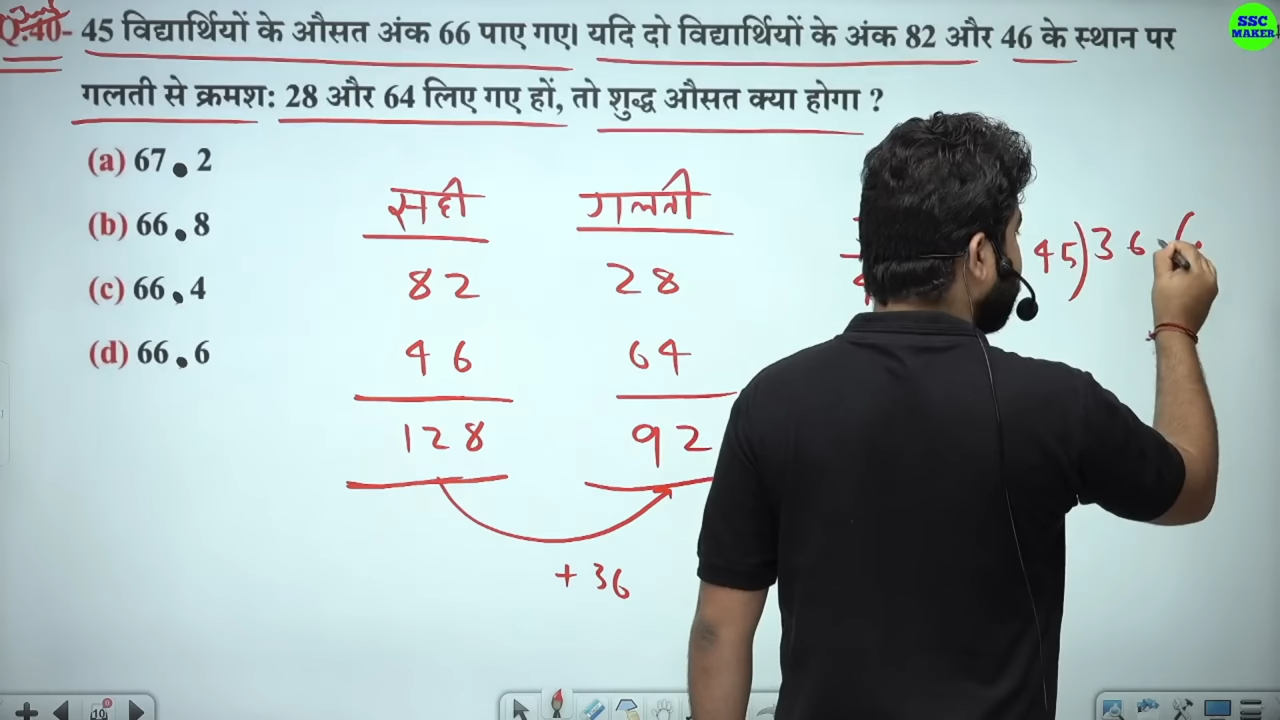 Q.40- 45 विद्यार्थियों के औसत अंक 66 पाए गए। यदि दो विद्यार्थियों के अंक 82 और 46 के स्थान पर
गलती से क्रमश: 28 और 64 लिए गए हों, तो शुद्ध औसत क्या होगा ?
(a) 67.2
(b) 66.8
(c) 66.4
(d) 66.6
सही गलती
82 28
46 64
128 92
+ 36
45)36
SSC
MAKER
10